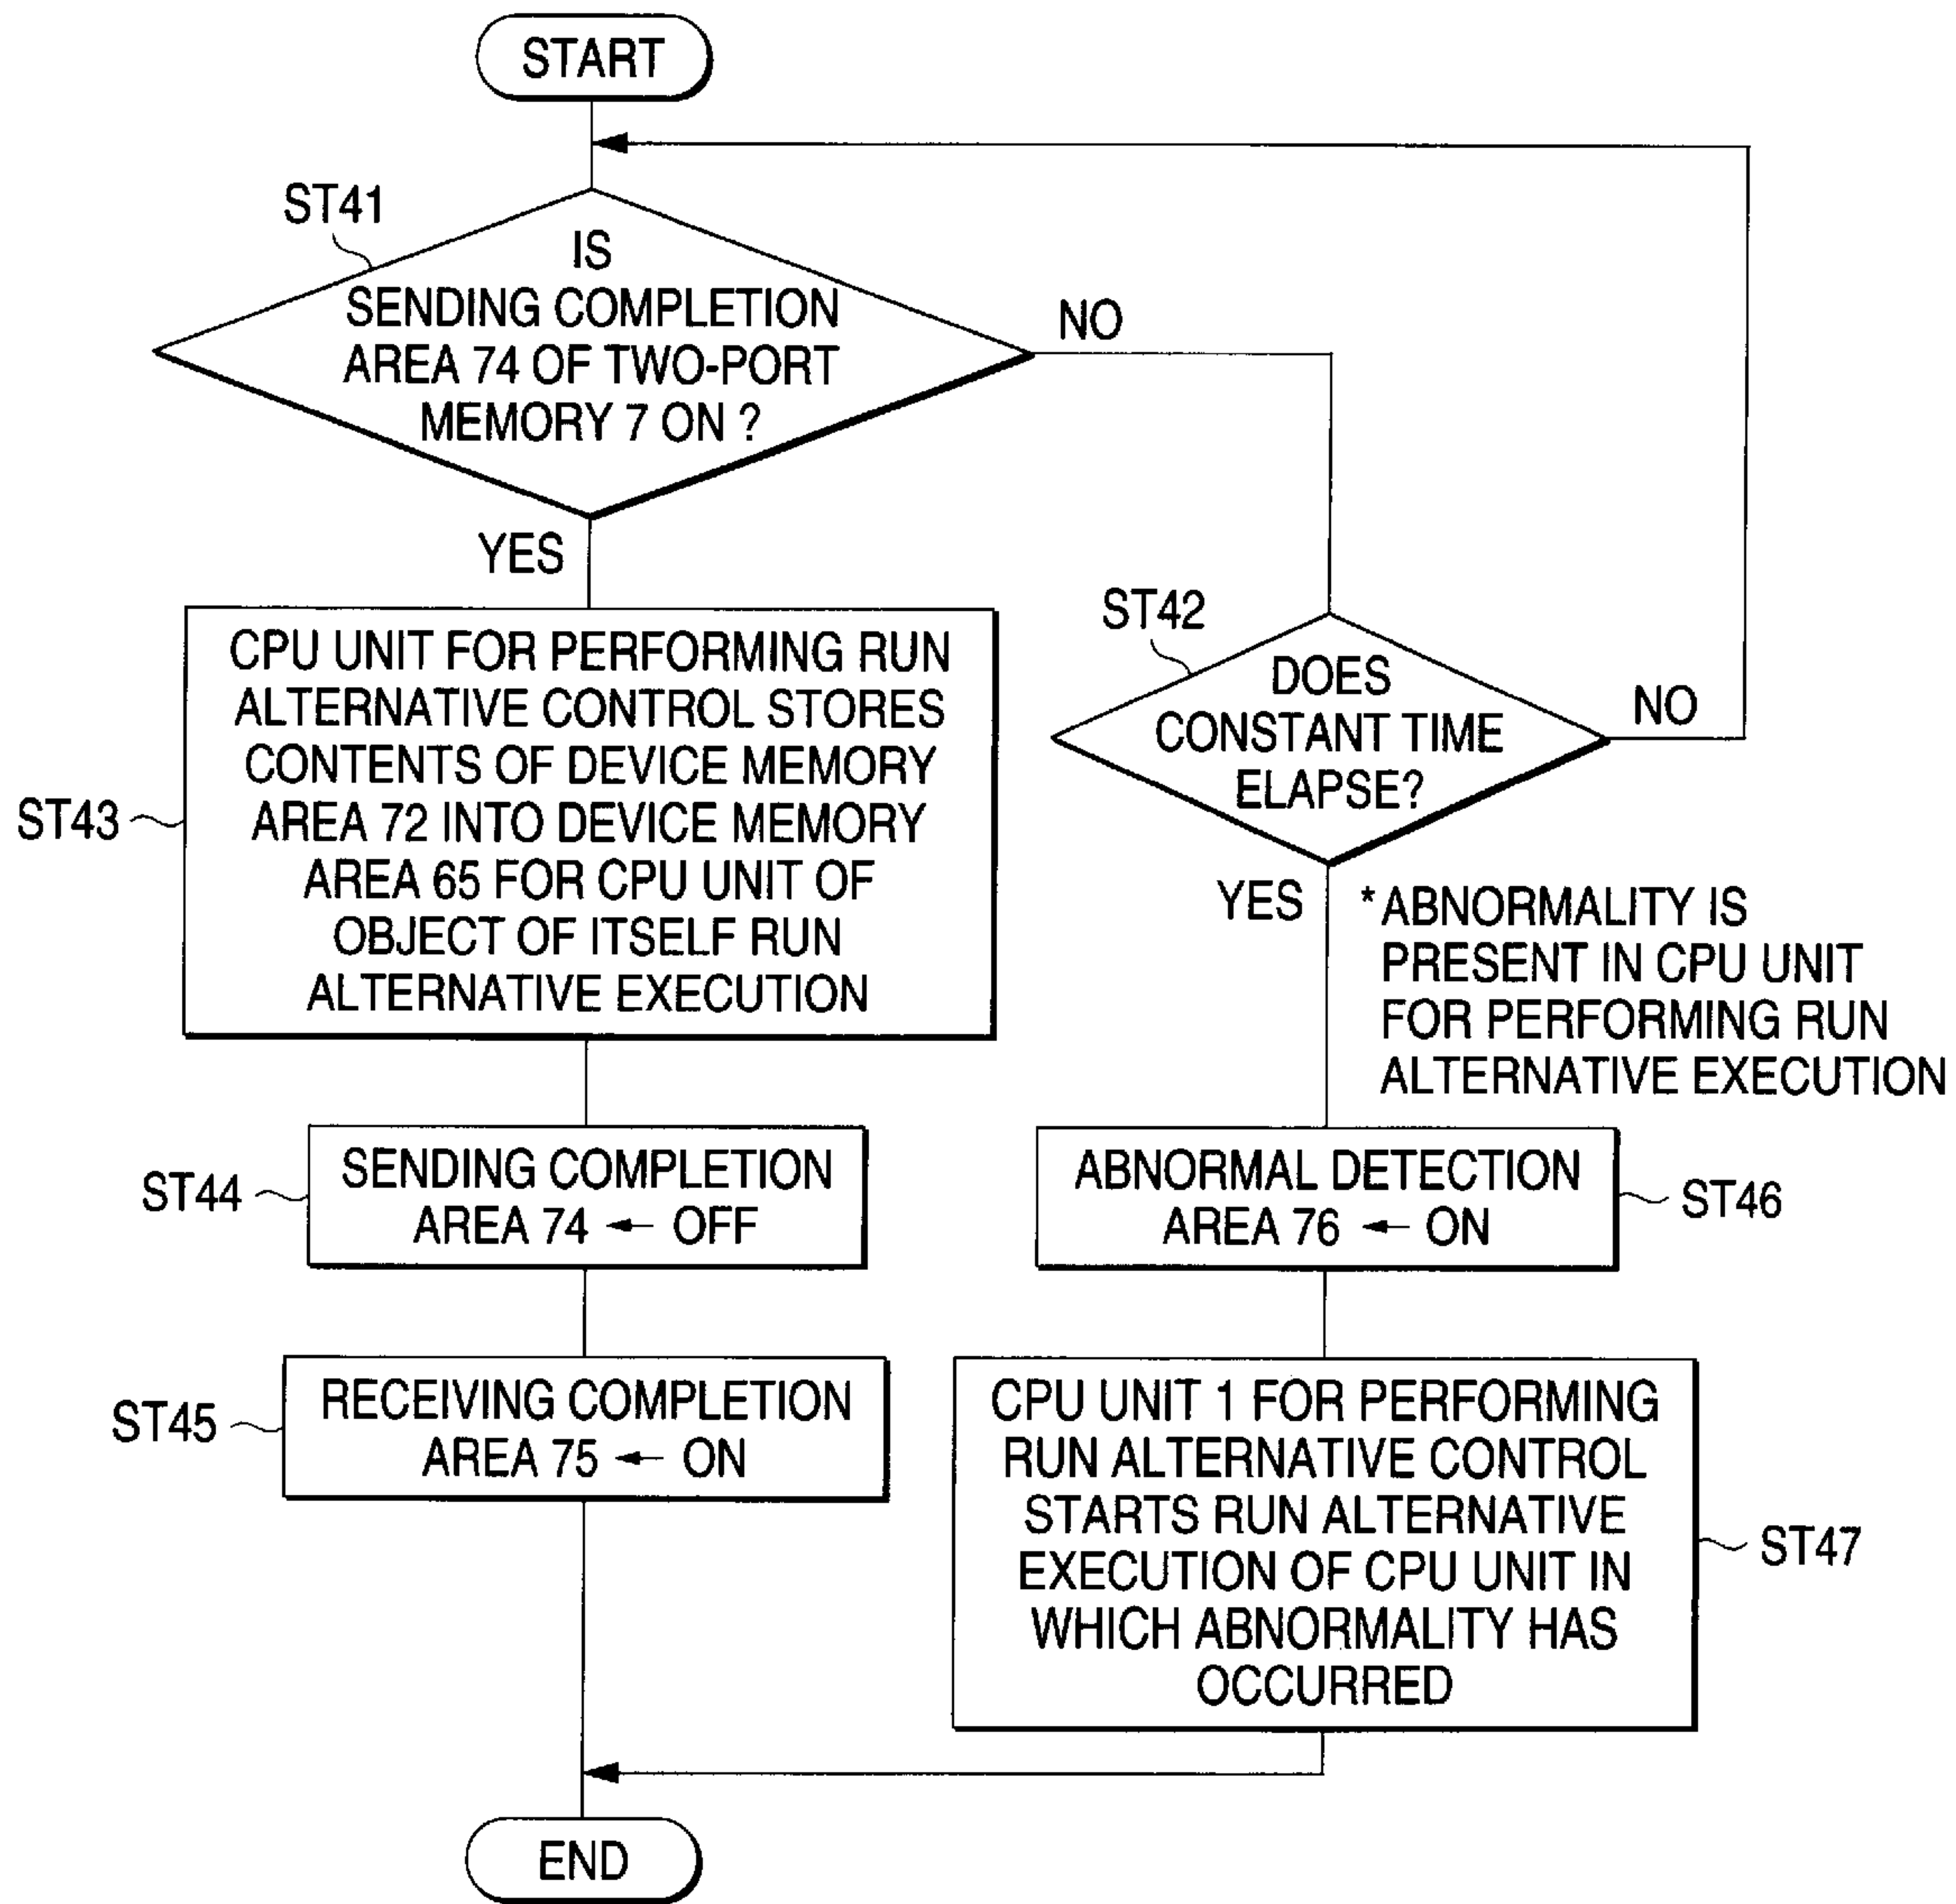 START
ST41
IS
SENDING COMPLETION
AREA 74 OF TWO-PORT
MEMORY 7 ON ?
NO
YES
ST42
DOES
CONSTANT TIME
ELAPSE?
NO
YES
* ABNORMALITY IS
PRESENT IN CPU UNIT
FOR PERFORMING RUN
ALTERNATIVE EXECUTION
ST43
CPU UNIT FOR PERFORMING RUN
ALTERNATIVE CONTROL STORES
CONTENTS OF DEVICE MEMORY
AREA 72 INTO DEVICE MEMORY
AREA 65 FOR CPU UNIT OF
OBJECT OF ITSELF RUN
ALTERNATIVE EXECUTION
ST44
SENDING COMPLETION
AREA 74 ← OFF
ABNORMAL DETECTION
AREA 76 ← ON
ST46
ST45
RECEIVING COMPLETION
AREA 75 ← ON
CPU UNIT 1 FOR PERFORMING
RUN ALTERNATIVE CONTROL
STARTS RUN ALTERNATIVE
EXECUTION OF CPU UNIT IN
WHICH ABNORMALITY HAS
OCCURRED
ST47
END